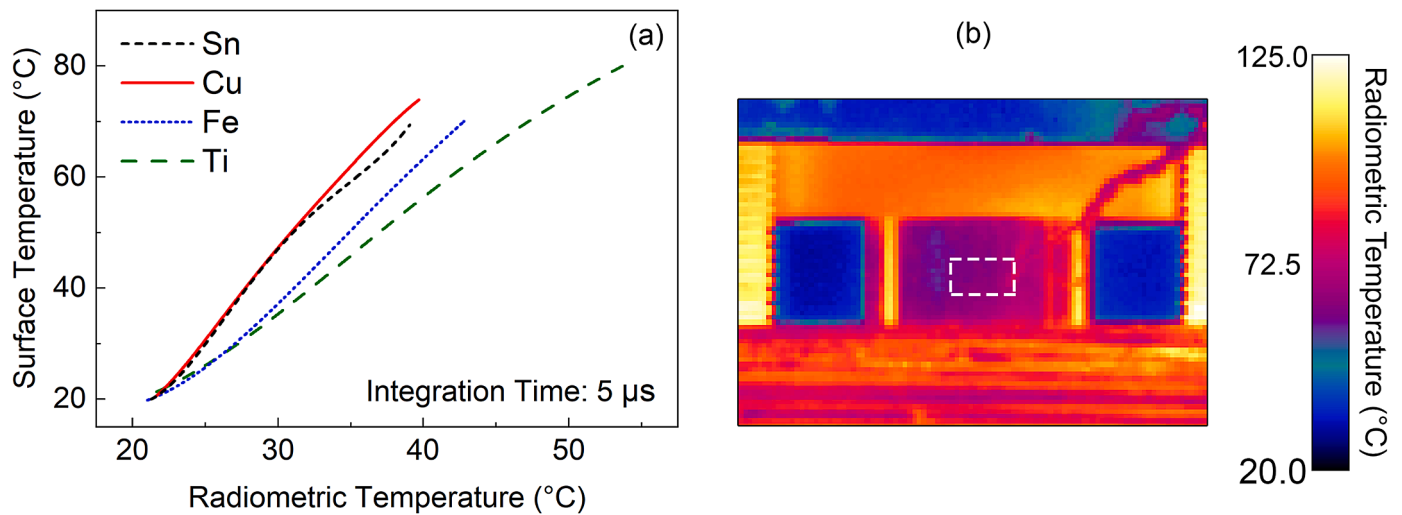 (a)
Sn
Cu
Fe
Ti
Surface Temperature (°C)
80
60
40
20
Integration Time: 5 µs
20 30 40 50
Radiometric Temperature (°C)
(b)
125.0
72.5
20.0
Radiometric Temperature (°C)